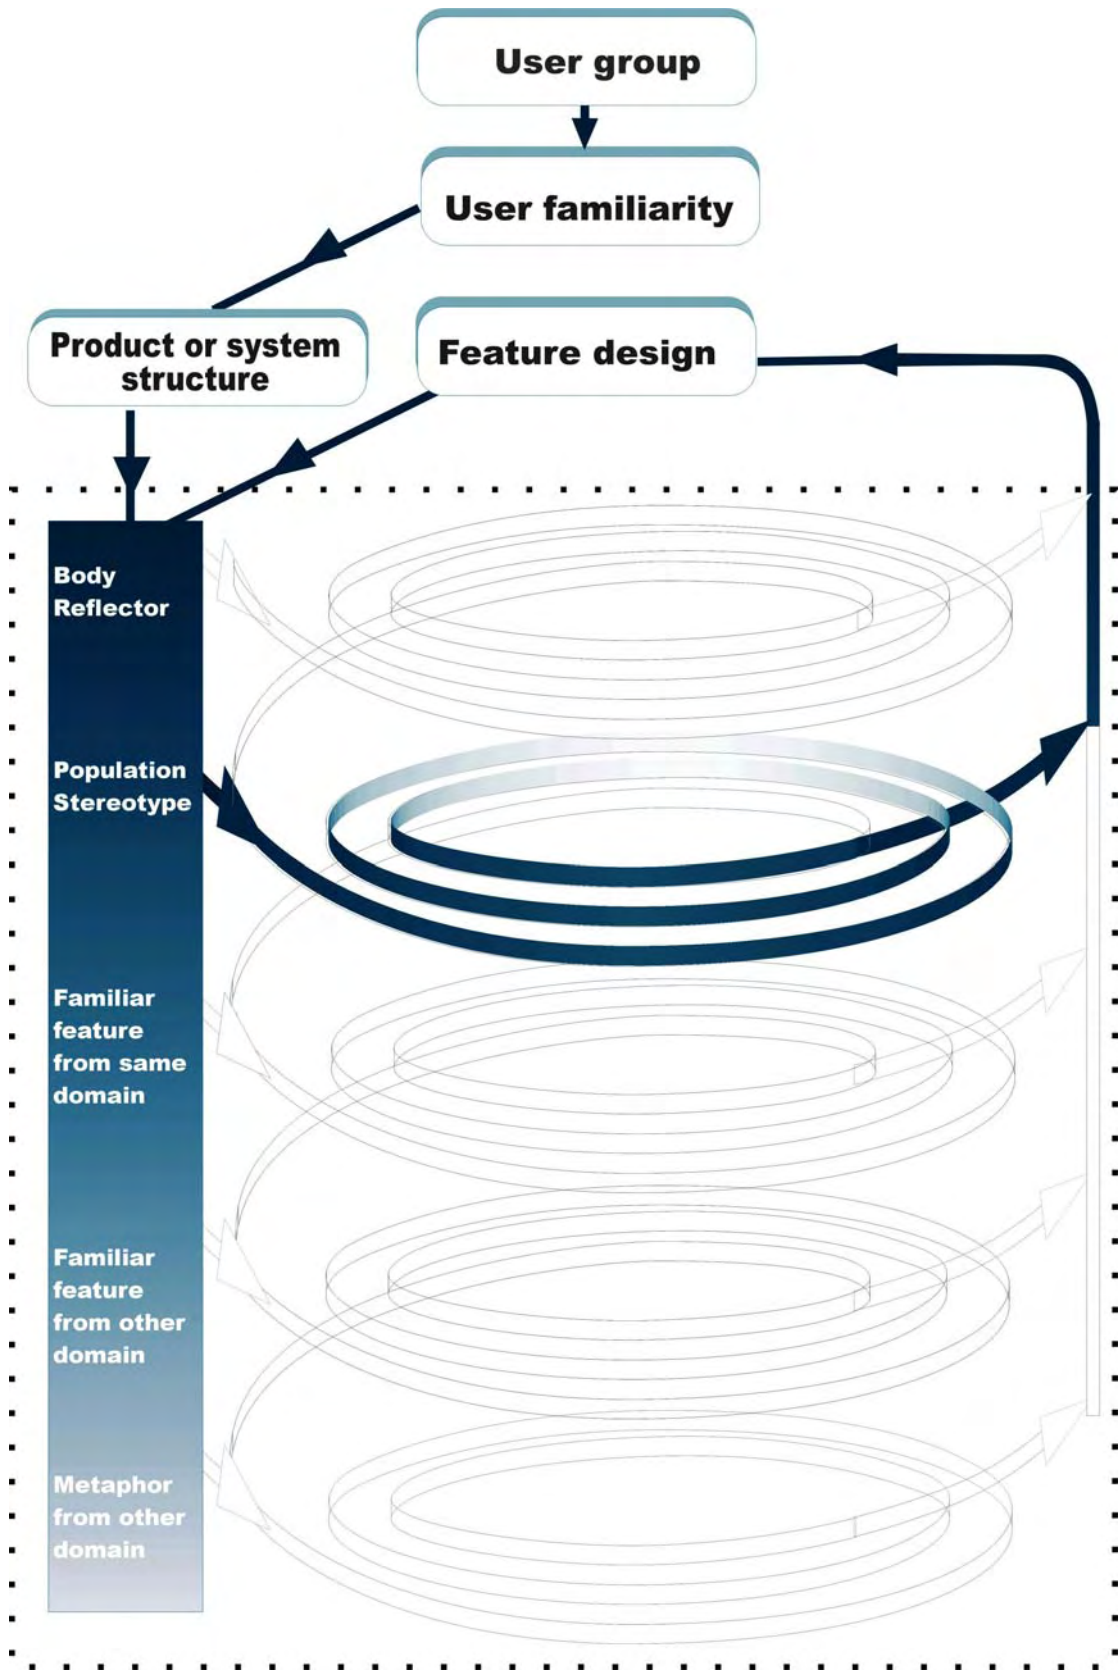 User group
User familiarity
Product or system
structure
Feature design
Body
Reflector
Population
Stereotype
Familiar
feature
from same
domain
Familiar
feature
from other
domain
Metaphor
from other
domain